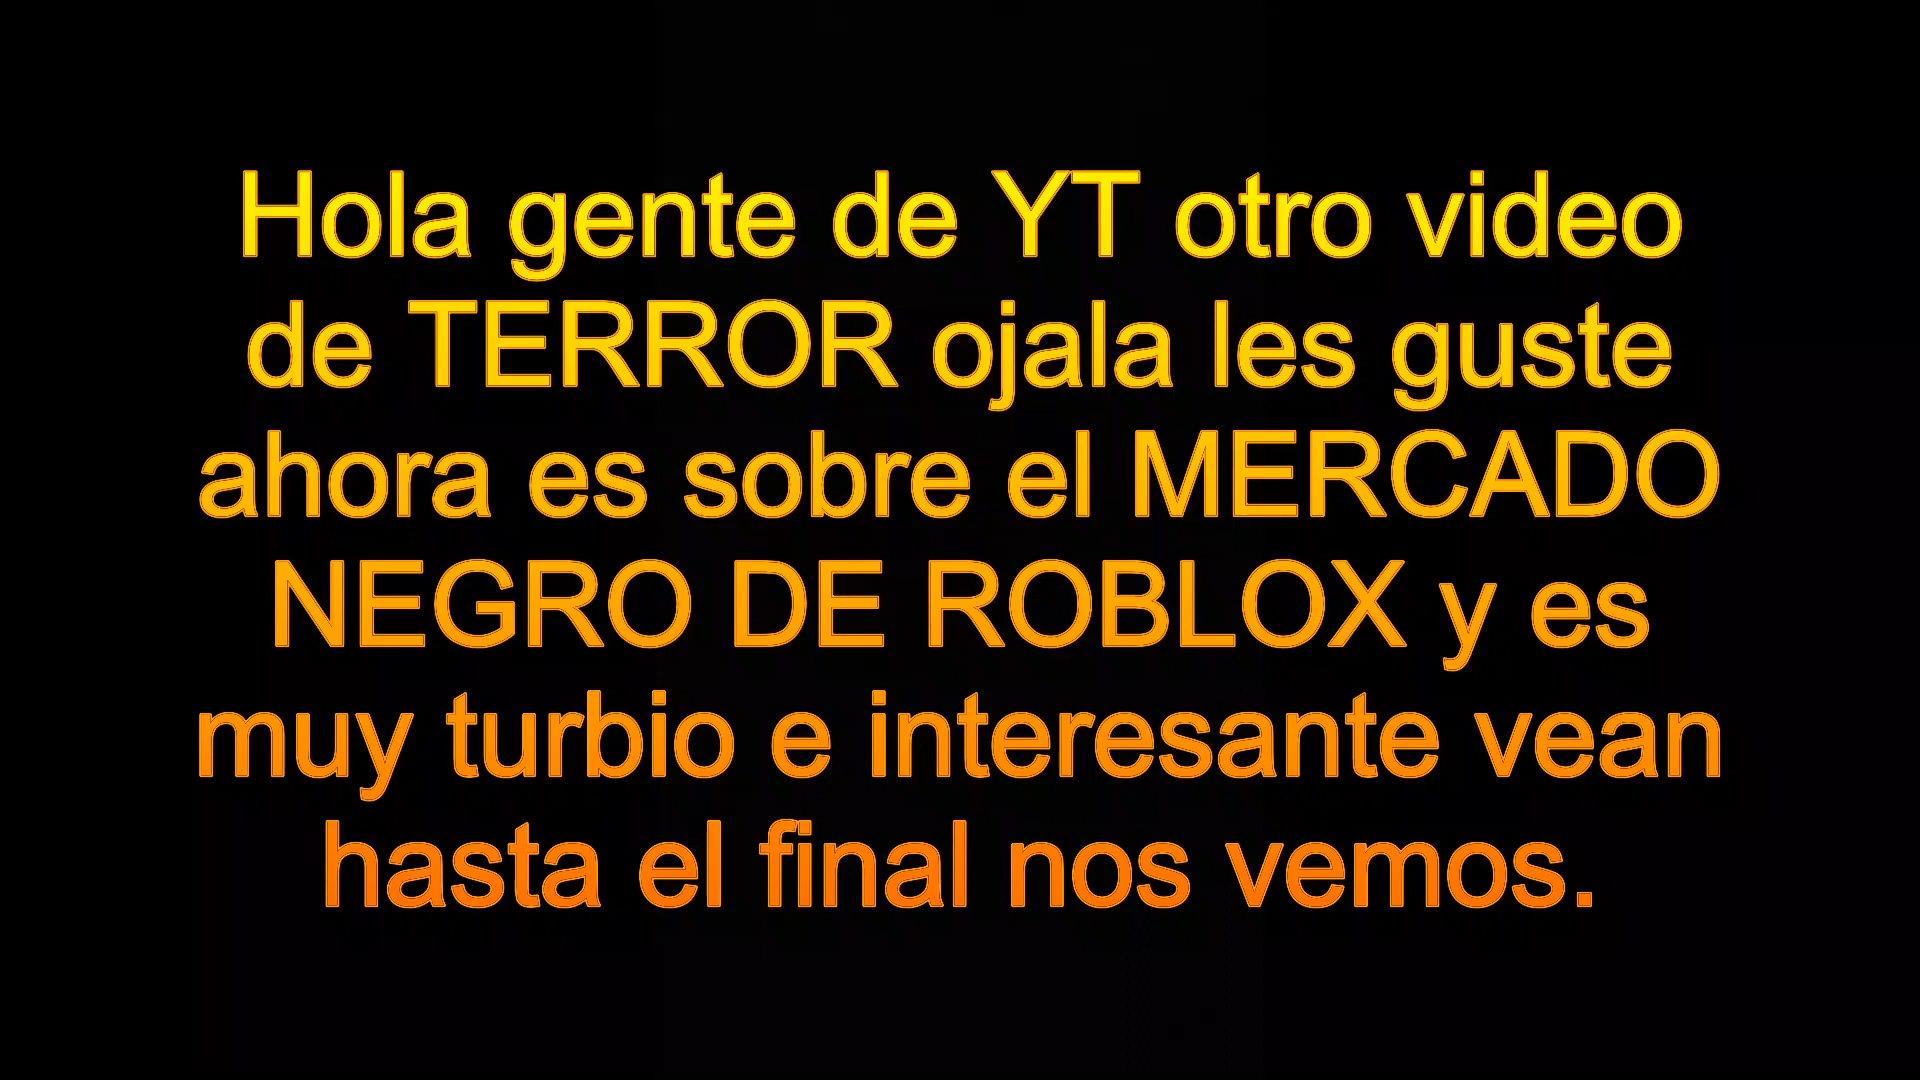 Hola gente de YT otro video
de TERROR ojala les guste
ahora es sobre el MERCADO
NEGRO DE ROBLOX y es
muy turbio e interesante vean
hasta el final nos vemos.